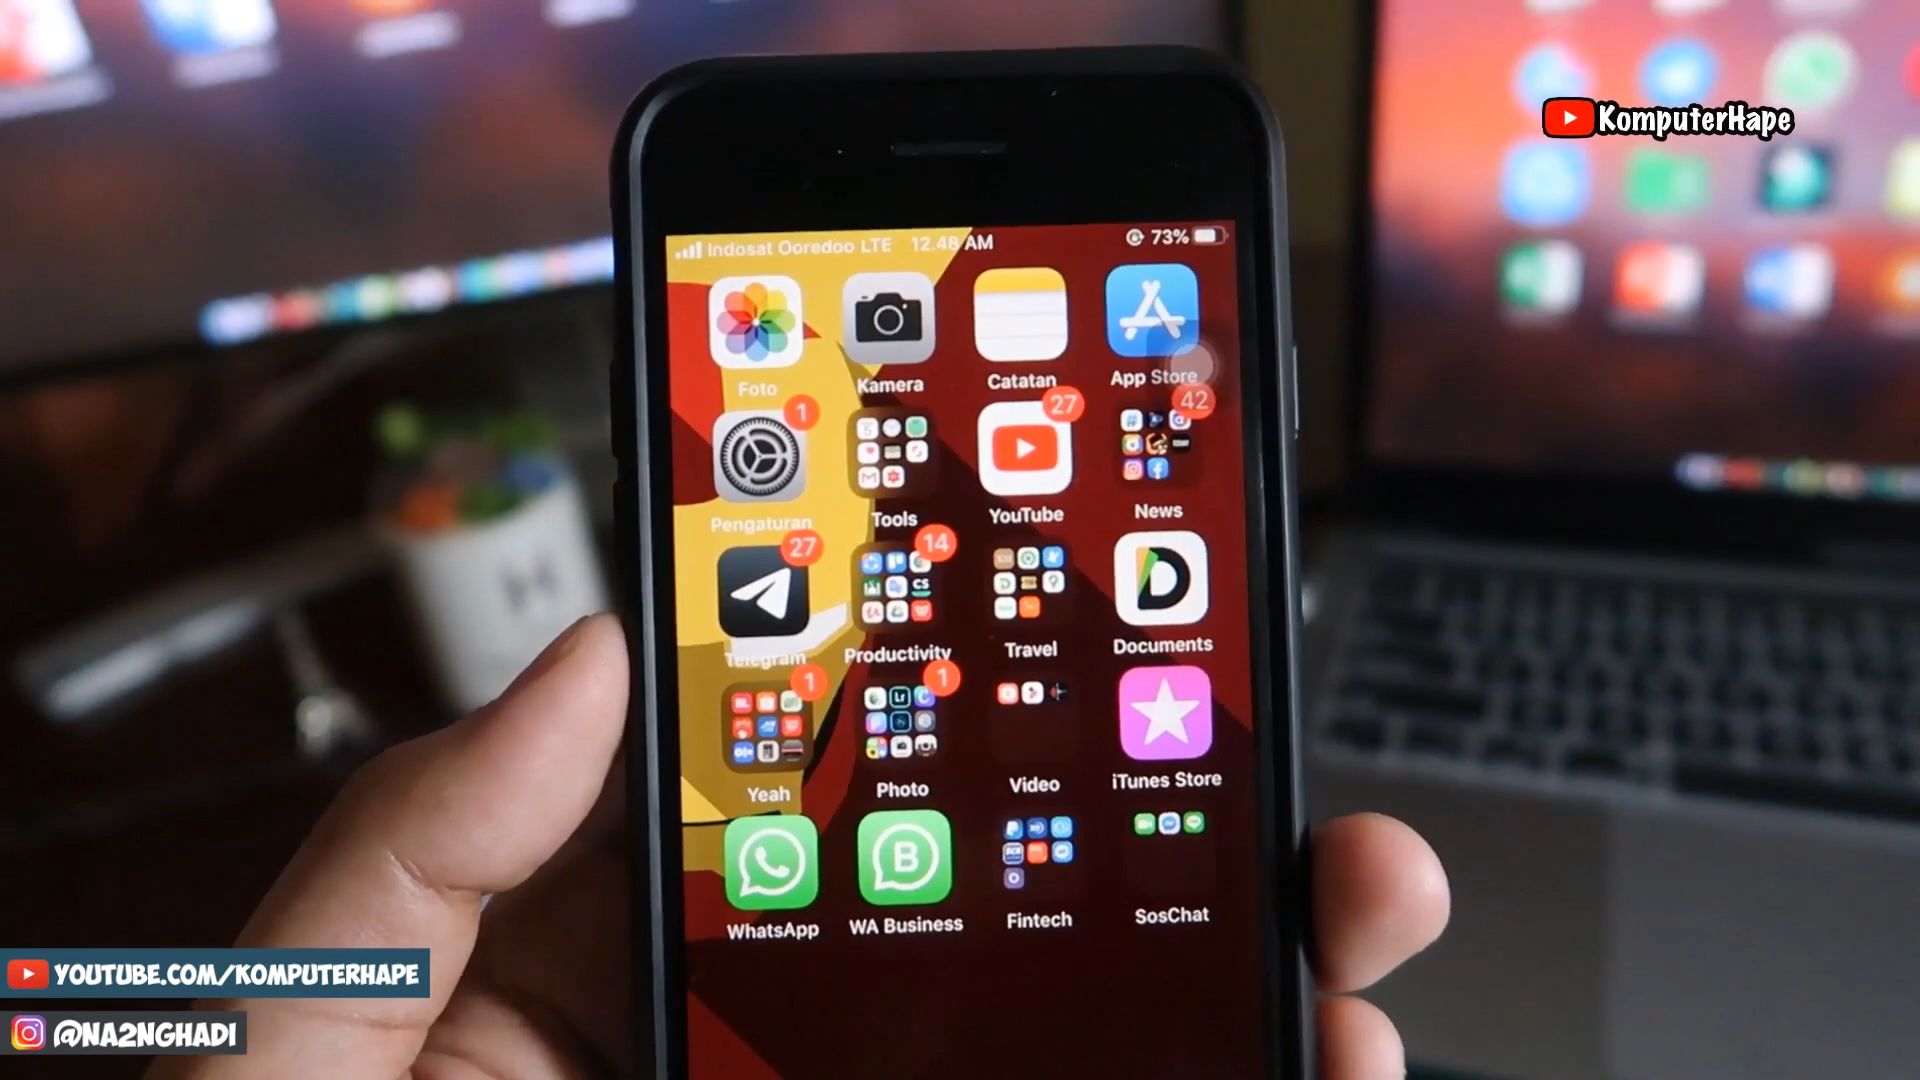 KomputerHape
Indosat Ooredoo LTE 12.48 AM 73%
Foto Kamera Catatan App Store
1 27 42
Pengaturan Tools YouTube News
27 14
Telegram Productivity Travel Documents
1 1
Lr
CS
Yeah Photo Video iTunes Store
B
WhatsApp WA Business Fintech SosChat
YOUTUBE.COM/KOMPUTERHAPE
@NA2NGHADI